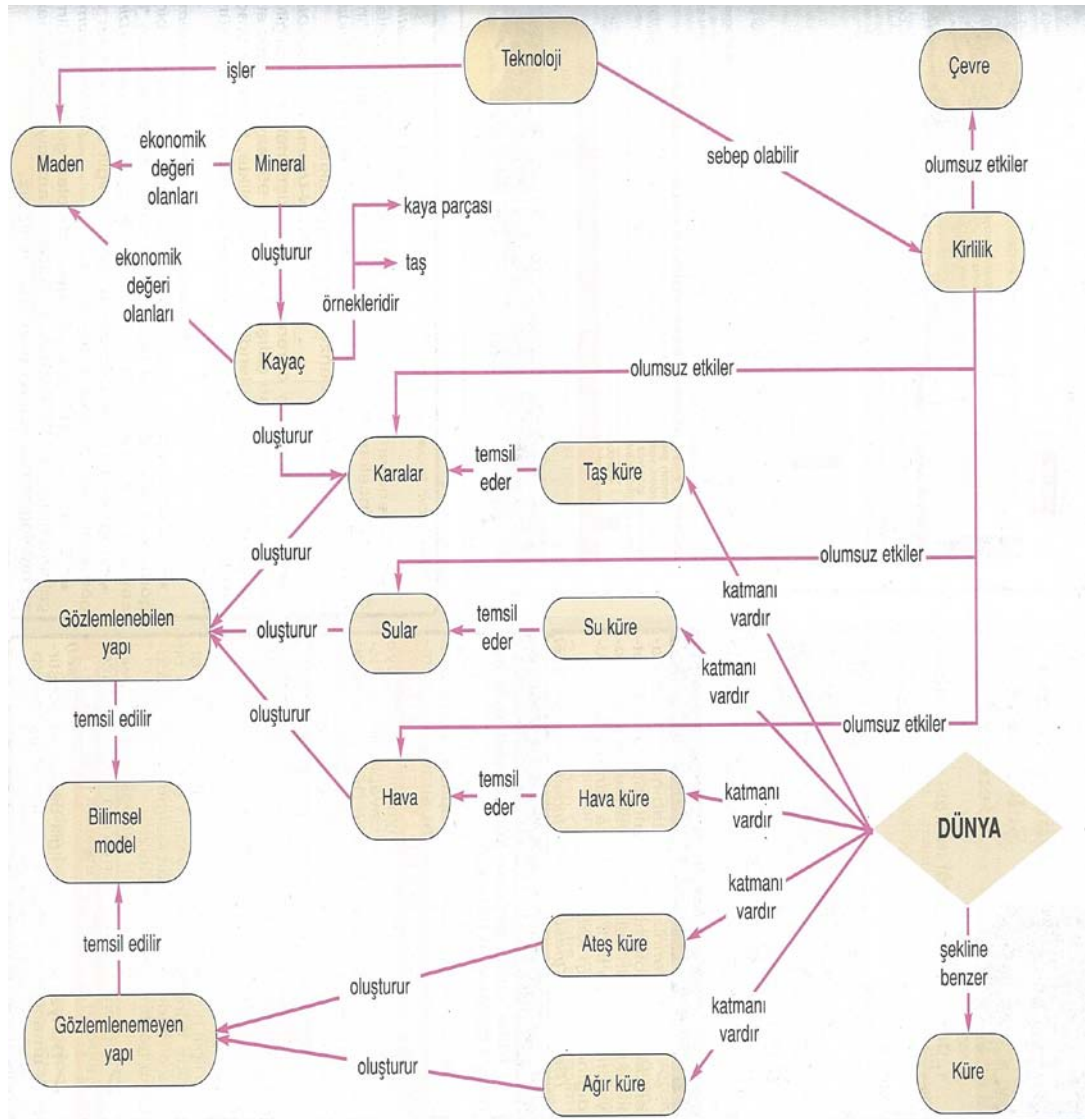 Teknoloji
Çevre
işler
Maden
ekonomik
değeri
olanları
Mineral
sebep olabilir
olumsuz etkiler
kaya parçası
oluşturur
taş
Kirlilik
ekonomik
değeri
olanları
örnekleridir
Kayaç
olumsuz etkiler
oluşturur
Karalar
temsil
eder
Taş küre
oluşturur
olumsuz etkiler
katmanı
vardır
Gözlemlenebilen
yapı
oluşturur
Sular
temsil
eder
Su küre
katmanı
vardır
temsil edilir
oluşturur
olumsuz etkiler
Hava
temsil
eder
Hava küre
katmanı
vardır
DÜNYA
Bilimsel
model
katmanı
vardır
temsil edilir
Ateş küre
şekline
benzer
oluşturur
katmanı
vardır
Gözlemlenemeyen
yapı
oluşturur
Ağır küre
Küre